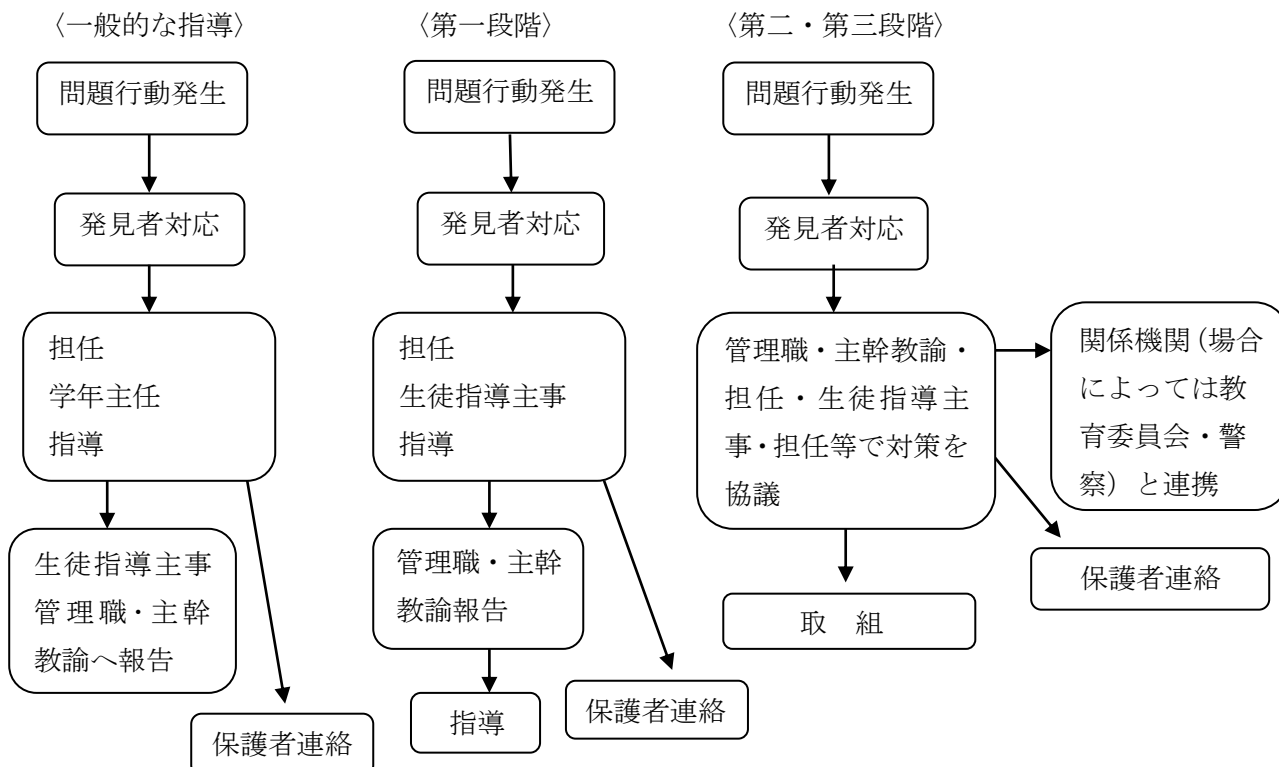 〈一般的な指導〉
問題行動発生
発見者対応
担任
学年主任
指導
生徒指導主事
管理職・主幹
教諭へ報告
保護者連絡
〈第一段階〉
問題行動発生
発見者対応
担任
生徒指導主事
指導
管理職・主幹
教諭報告
指導
保護者連絡
〈第二・第三段階〉
問題行動発生
発見者対応
管理職・主幹教諭・
担任・生徒指導主
事・担任等で対策を
協議
関係機関（場合
によっては教
育委員会・警
察）と連携
保護者連絡
取 組